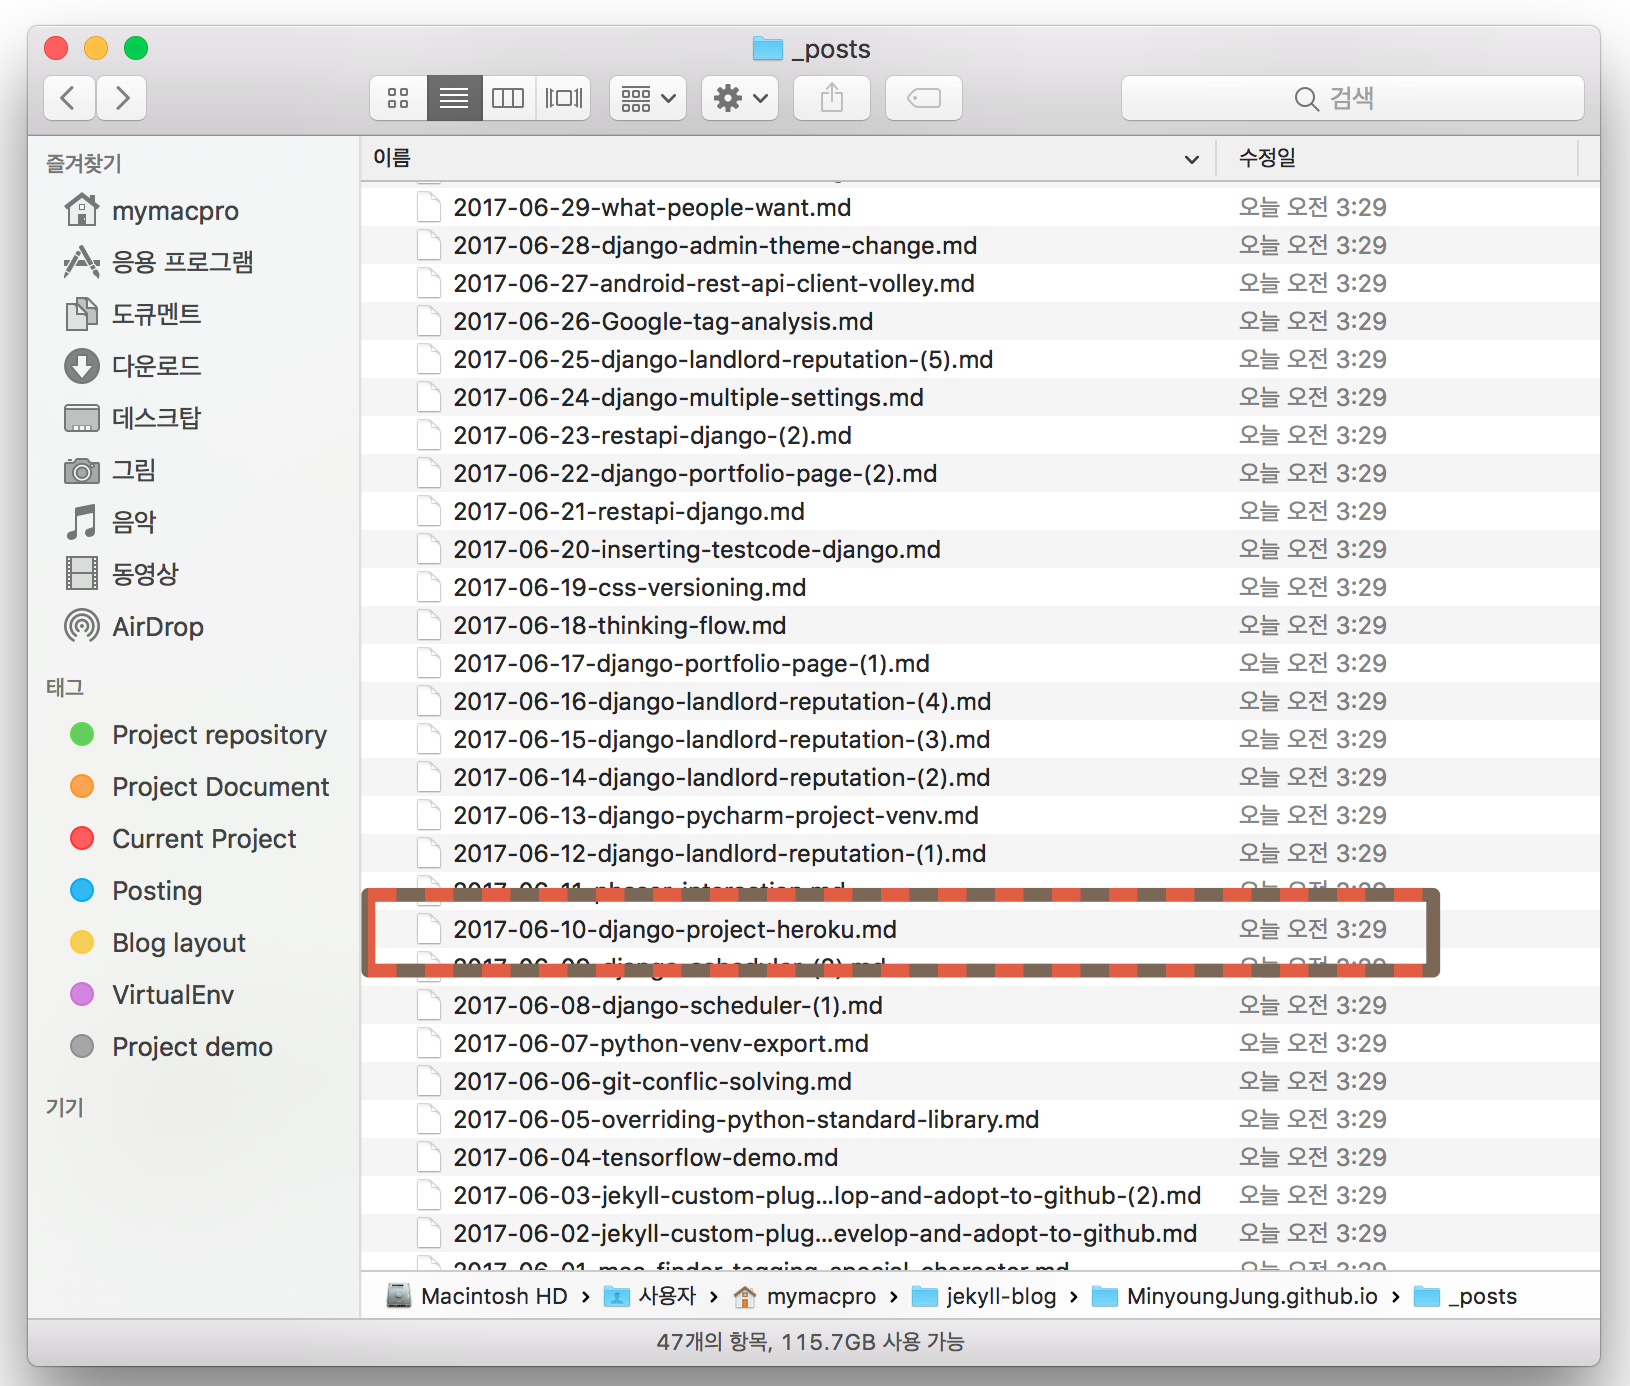 _posts
검색
즐겨찾기
mymacpro
응용 프로그램
도큐멘트
다운로드
데스크탑
그림
음악
동영상
AirDrop
태그
Project repository
Project Document
Current Project
Posting
Blog layout
VirtualEnv
Project demo
기기
이름 수정일
2017-06-29-what-people-want.md 오늘 오전 3:29
2017-06-28-django-admin-theme-change.md 오늘 오전 3:29
2017-06-27-android-rest-api-client-volley.md 오늘 오전 3:29
2017-06-26-Google-tag-analysis.md 오늘 오전 3:29
2017-06-25-django-landlord-reputation-(5).md 오늘 오전 3:29
2017-06-24-django-multiple-settings.md 오늘 오전 3:29
2017-06-23-restapi-django-(2).md 오늘 오전 3:29
2017-06-22-django-portfolio-page-(2).md 오늘 오전 3:29
2017-06-21-restapi-django.md 오늘 오전 3:29
2017-06-20-inserting-testcode-django.md 오늘 오전 3:29
2017-06-19-css-versioning.md 오늘 오전 3:29
2017-06-18-thinking-flow.md 오늘 오전 3:29
2017-06-17-django-portfolio-page-(1).md 오늘 오전 3:29
2017-06-16-django-landlord-reputation-(4).md 오늘 오전 3:29
2017-06-15-django-landlord-reputation-(3).md 오늘 오전 3:29
2017-06-14-django-landlord-reputation-(2).md 오늘 오전 3:29
2017-06-13-django-pycharm-project-venv.md 오늘 오전 3:29
2017-06-12-django-landlord-reputation-(1).md 오늘 오전 3:29
2017-06-11-phaser-interaction.md 오늘 오전 3:29
2017-06-10-django-project-heroku.md 오늘 오전 3:29
2017-06-09-django-scheduler-(2).md 오늘 오전 3:29
2017-06-08-django-scheduler-(1).md 오늘 오전 3:29
2017-06-07-python-venv-export.md 오늘 오전 3:29
2017-06-06-git-conflic-solving.md 오늘 오전 3:29
2017-06-05-overriding-python-standard-library.md 오늘 오전 3:29
2017-06-04-tensorflow-demo.md 오늘 오전 3:29
2017-06-03-jekyll-custom-plug...lop-and-adopt-to-github-(2).md 오늘 오전 3:29
2017-06-02-jekyll-custom-plug...evelop-and-adopt-to-github.md 오늘 오전 3:29
2017-06-01-mac-finder-tagging-special-character.md 오늘 오전 3:29
Macintosh HD › 사용자 › mymacpro › jekyll-blog › MinyoungJung.github.io › _posts
47개의 항목, 115.7GB 사용 가능